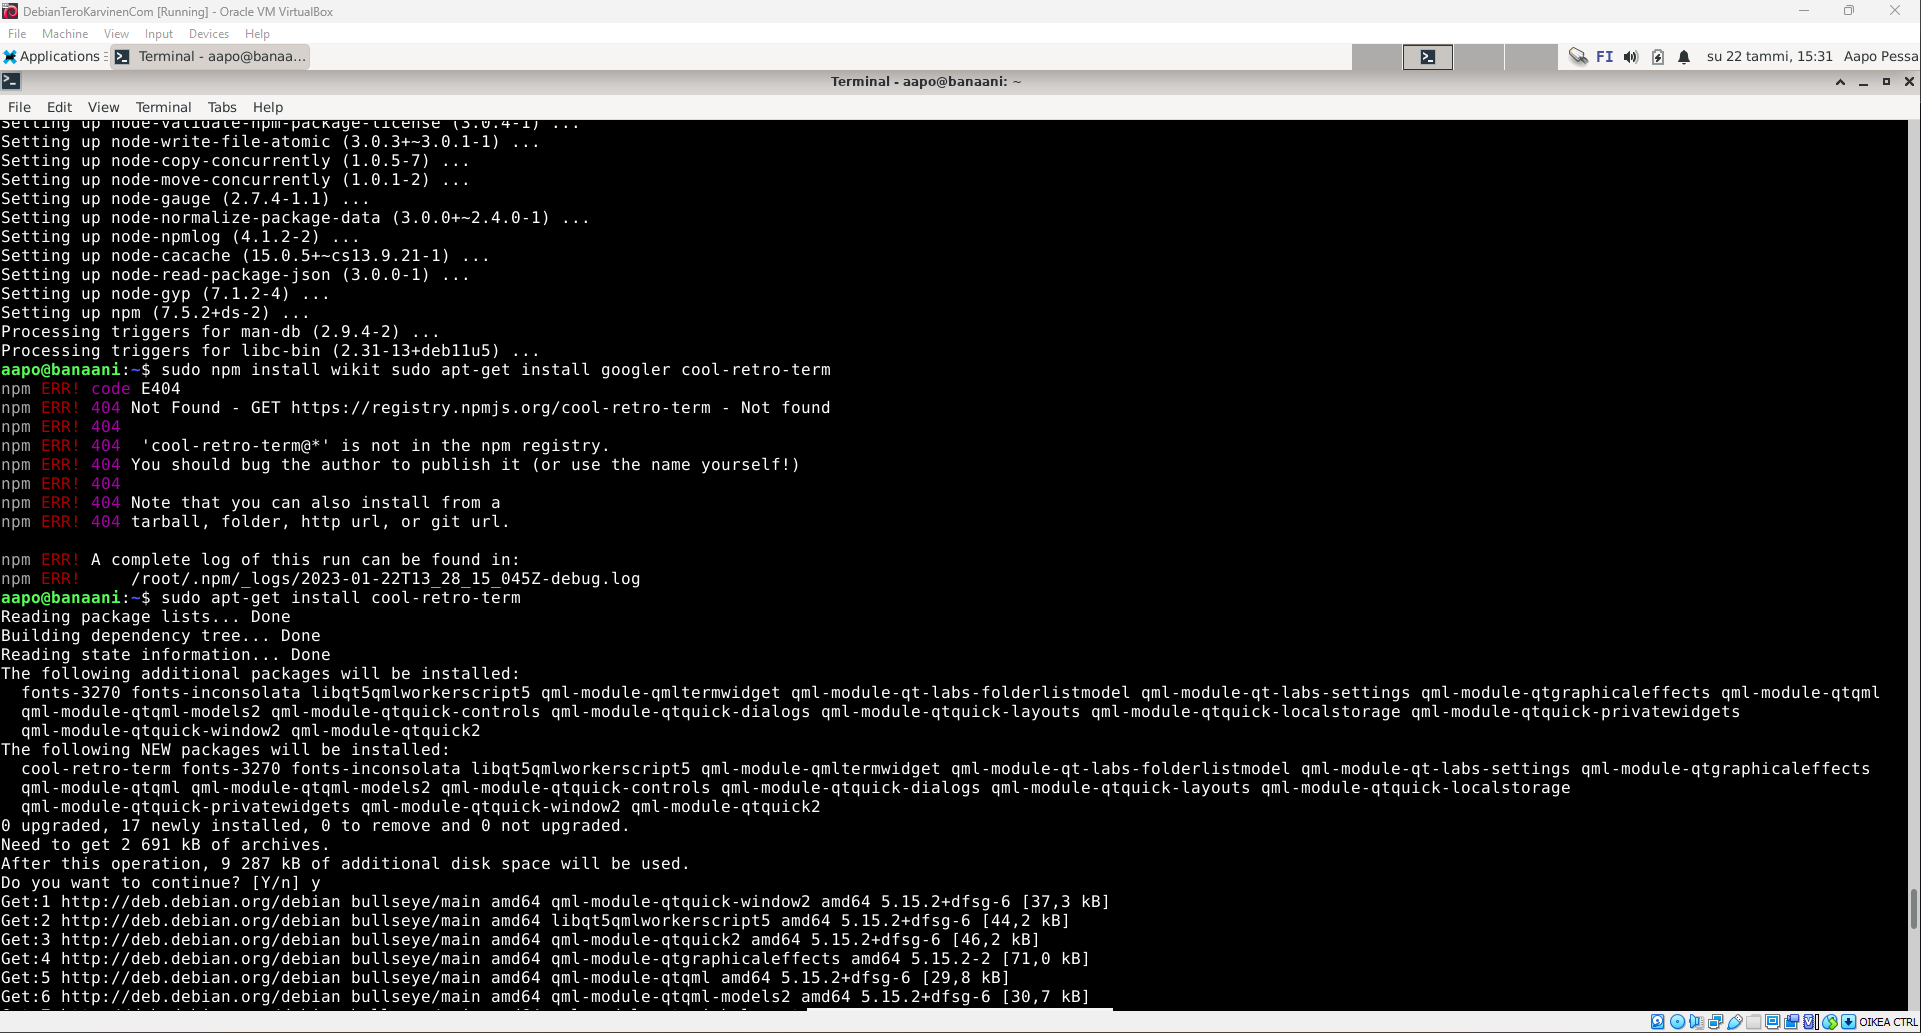 DebianTeroKarvinenCom [Running] - Oracle VM VirtualBox
File Machine View Input Devices Help
Applications Terminal - aapo@banaa... FI su 22 tammi, 15:31 Aapo Pessa
Terminal - aapo@banaani: ~
File Edit View Terminal Tabs Help
Setting up node-validate-npm-package-license (3.0.4-1) ...
Setting up node-write-file-atomic (3.0.3+~3.0.1-1) ...
Setting up node-copy-concurrently (1.0.5-7) ...
Setting up node-move-concurrently (1.0.1-2) ...
Setting up node-gauge (2.7.4-1.1) ...
Setting up node-normalize-package-data (3.0.0+~2.4.0-1) ...
Setting up node-npmlog (4.1.2-2) ...
Setting up node-cacache (15.0.5+~cs13.9.21-1) ...
Setting up node-read-package-json (3.0.0-1) ...
Setting up node-gyp (7.1.2-4) ...
Setting up npm (7.5.2+ds-2) ...
Processing triggers for man-db (2.9.4-2) ...
Processing triggers for libc-bin (2.31-13+deb11u5) ...
aapo@banaani:~$ sudo npm install wikit sudo apt-get install googler cool-retro-term
npm ERR! code E404
npm ERR! 404 Not Found - GET https://registry.npmjs.org/cool-retro-term - Not found
npm ERR! 404
npm ERR! 404  'cool-retro-term@*' is not in the npm registry.
npm ERR! 404 You should bug the author to publish it (or use the name yourself!)
npm ERR! 404
npm ERR! 404 Note that you can also install from a
npm ERR! 404 tarball, folder, http url, or git url.
npm ERR! A complete log of this run can be found in:
npm ERR!     /root/.npm/_logs/2023-01-22T13_28_15_045Z-debug.log
aapo@banaani:~$ sudo apt-get install cool-retro-term
Reading package lists... Done
Building dependency tree... Done
Reading state information... Done
The following additional packages will be installed:
  fonts-3270 fonts-inconsolata libqt5qmlworkerscript5 qml-module-qmltermwidget qml-module-qt-labs-folderlistmodel qml-module-qt-labs-settings qml-module-qtgraphicaleffects qml-module-qtqml
  qml-module-qtqml-models2 qml-module-qtquick-controls qml-module-qtquick-dialogs qml-module-qtquick-layouts qml-module-qtquick-localstorage qml-module-qtquick-privatewidgets
  qml-module-qtquick-window2 qml-module-qtquick2
The following NEW packages will be installed:
  cool-retro-term fonts-3270 fonts-inconsolata libqt5qmlworkerscript5 qml-module-qmltermwidget qml-module-qt-labs-folderlistmodel qml-module-qt-labs-settings qml-module-qtgraphicaleffects
  qml-module-qtqml qml-module-qtqml-models2 qml-module-qtquick-controls qml-module-qtquick-dialogs qml-module-qtquick-layouts qml-module-qtquick-localstorage
  qml-module-qtquick-privatewidgets qml-module-qtquick-window2 qml-module-qtquick2
0 upgraded, 17 newly installed, 0 to remove and 0 not upgraded.
Need to get 2 691 kB of archives.
After this operation, 9 287 kB of additional disk space will be used.
Do you want to continue? [Y/n] y
Get:1 http://deb.debian.org/debian bullseye/main amd64 qml-module-qtquick-window2 amd64 5.15.2+dfsg-6 [37,3 kB]
Get:2 http://deb.debian.org/debian bullseye/main amd64 libqt5qmlworkerscript5 amd64 5.15.2+dfsg-6 [44,2 kB]
Get:3 http://deb.debian.org/debian bullseye/main amd64 qml-module-qtquick2 amd64 5.15.2+dfsg-6 [46,2 kB]
Get:4 http://deb.debian.org/debian bullseye/main amd64 qml-module-qtgraphicaleffects amd64 5.15.2-2 [71,0 kB]
Get:5 http://deb.debian.org/debian bullseye/main amd64 qml-module-qtqml amd64 5.15.2+dfsg-6 [29,8 kB]
Get:6 http://deb.debian.org/debian bullseye/main amd64 qml-module-qtqml-models2 amd64 5.15.2+dfsg-6 [30,7 kB]
OIKEA CTRL